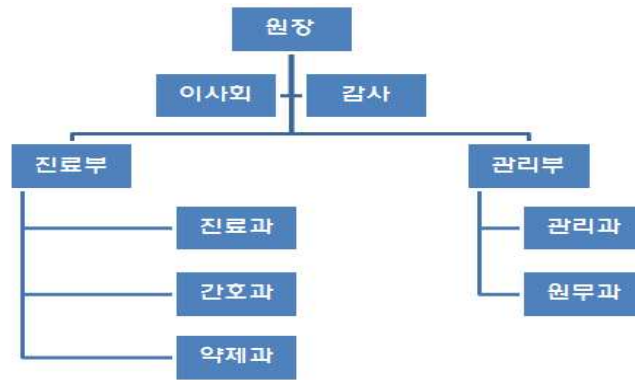 원장
이사회 감사
진료부 관리부
진료과 관리과
간호과 원무과
약제과